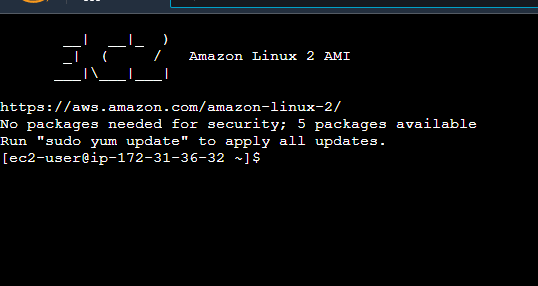 __|  __|_  )
_|  (     /   Amazon Linux 2 AMI
___|\___|___|
https://aws.amazon.com/amazon-linux-2/
No packages needed for security; 5 packages available
Run "sudo yum update" to apply all updates.
[ec2-user@ip-172-31-36-32 ~]$